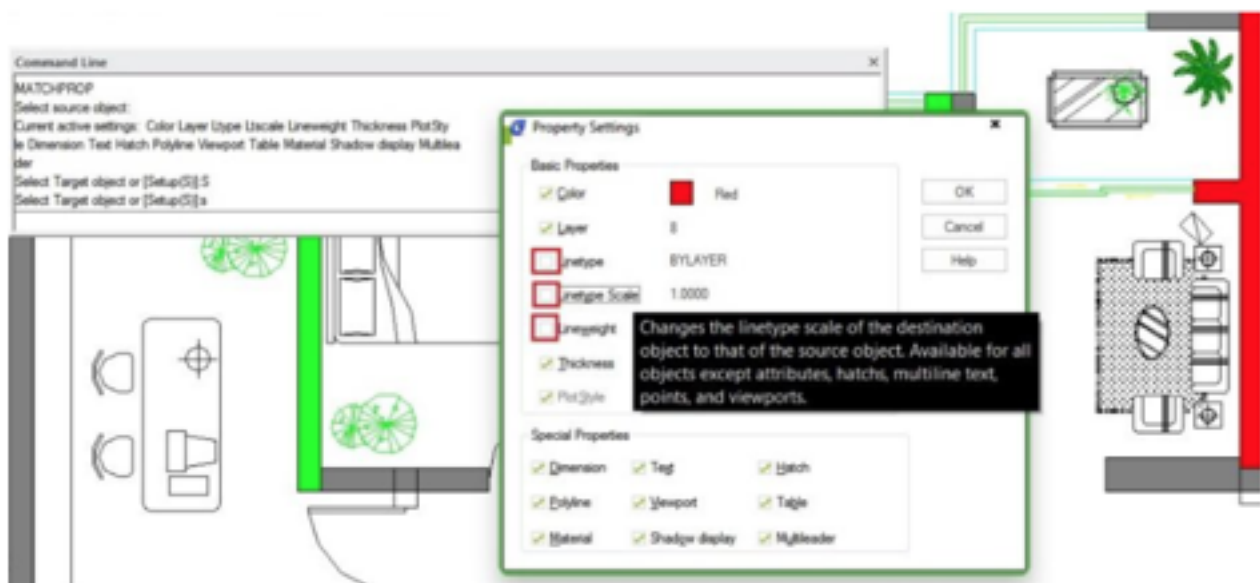 Command Line
MATCHPROP
Select source object:
Current active settings: Color Layer Ltype Ltscale Lineweight Thickness PlotSty
le Dimension Text Hatch Polyline Viewport Table Material Shadow display Multilea
der
Select Target object or [Setup(S)]:S
Select Target object or [Setup(S)]:s
Property Settings
Basic Properties
Color
Red
OK
Layer
8
Cancel
Linetype
BYLAYER
Help
Linetype Scale
1.0000
Lineweight
Changes the linetype scale of the destination
object to that of the source object. Available for all
objects except attributes, hatchs, multiline text,
points, and viewports.
Thickness
PlotStyle
Special Properties
Dimension
Text
Hatch
Polyline
Viewport
Table
Material
Shadow display
Multileader